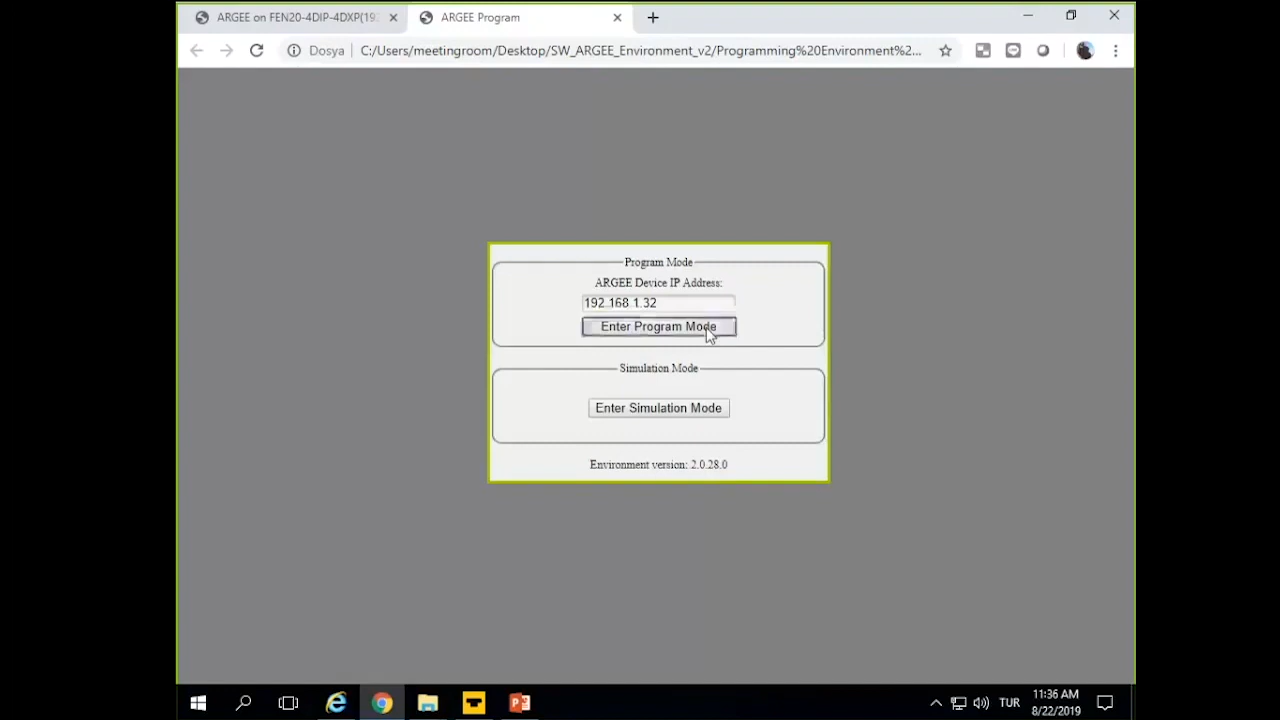 ARGEE on FEN20-4DIP-4DXP(19
ARGEE Program
Dosya
C:/Users/meetingroom/Desktop/SW_ARGEE_Environment_v2/Programming%20Environment%2...
Program Mode
ARGEE Device IP Address:
192.168.1.32
Enter Program Mode
Simulation Mode
Enter Simulation Mode
Environment version: 2.0.28.0
TUR
11:36 AM
8/22/2019